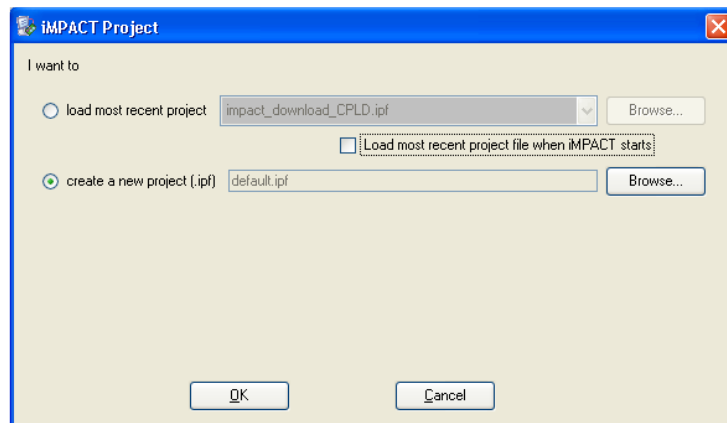 iMPACT Project
I want to
load most recent project impact_download_CPLD.ipf Browse...
Load most recent project file when iMPACT starts
create a new project (.ipf) default.ipf Browse...
OK Cancel